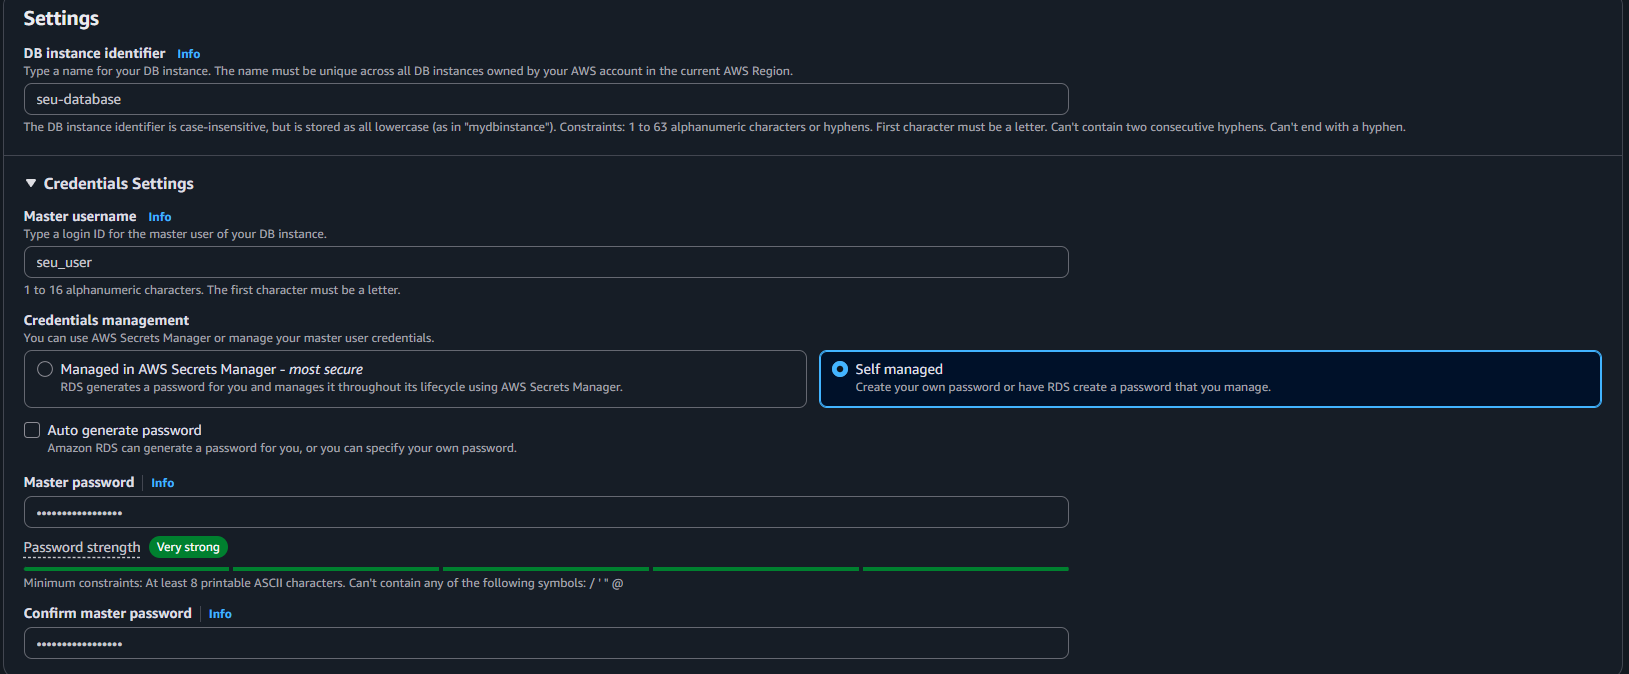 Settings
DB instance identifier Info
Type a name for your DB instance. The name must be unique across all DB instances owned by your AWS account in the current AWS Region.
seu-database
The DB instance identifier is case-insensitive, but is stored as all lowercase (as in "mydbinstance"). Constraints: 1 to 63 alphanumeric characters or hyphens. First character must be a letter. Can't contain two consecutive hyphens. Can't end with a hyphen.
Credentials Settings
Master username Info
Type a login ID for the master user of your DB instance.
seu_user
1 to 16 alphanumeric characters. The first character must be a letter.
Credentials management
You can use AWS Secrets Manager or manage your master user credentials.
Managed in AWS Secrets Manager - most secure
RDS generates a password for you and manages it throughout its lifecycle using AWS Secrets Manager.
Self managed
Create your own password or have RDS create a password that you manage.
Auto generate password
Amazon RDS can generate a password for you, or you can specify your own password.
Master password Info
•••••••••••••••••
Password strength Very strong
Minimum constraints: At least 8 printable ASCII characters. Can't contain any of the following symbols: / ' " @
Confirm master password Info
•••••••••••••••••